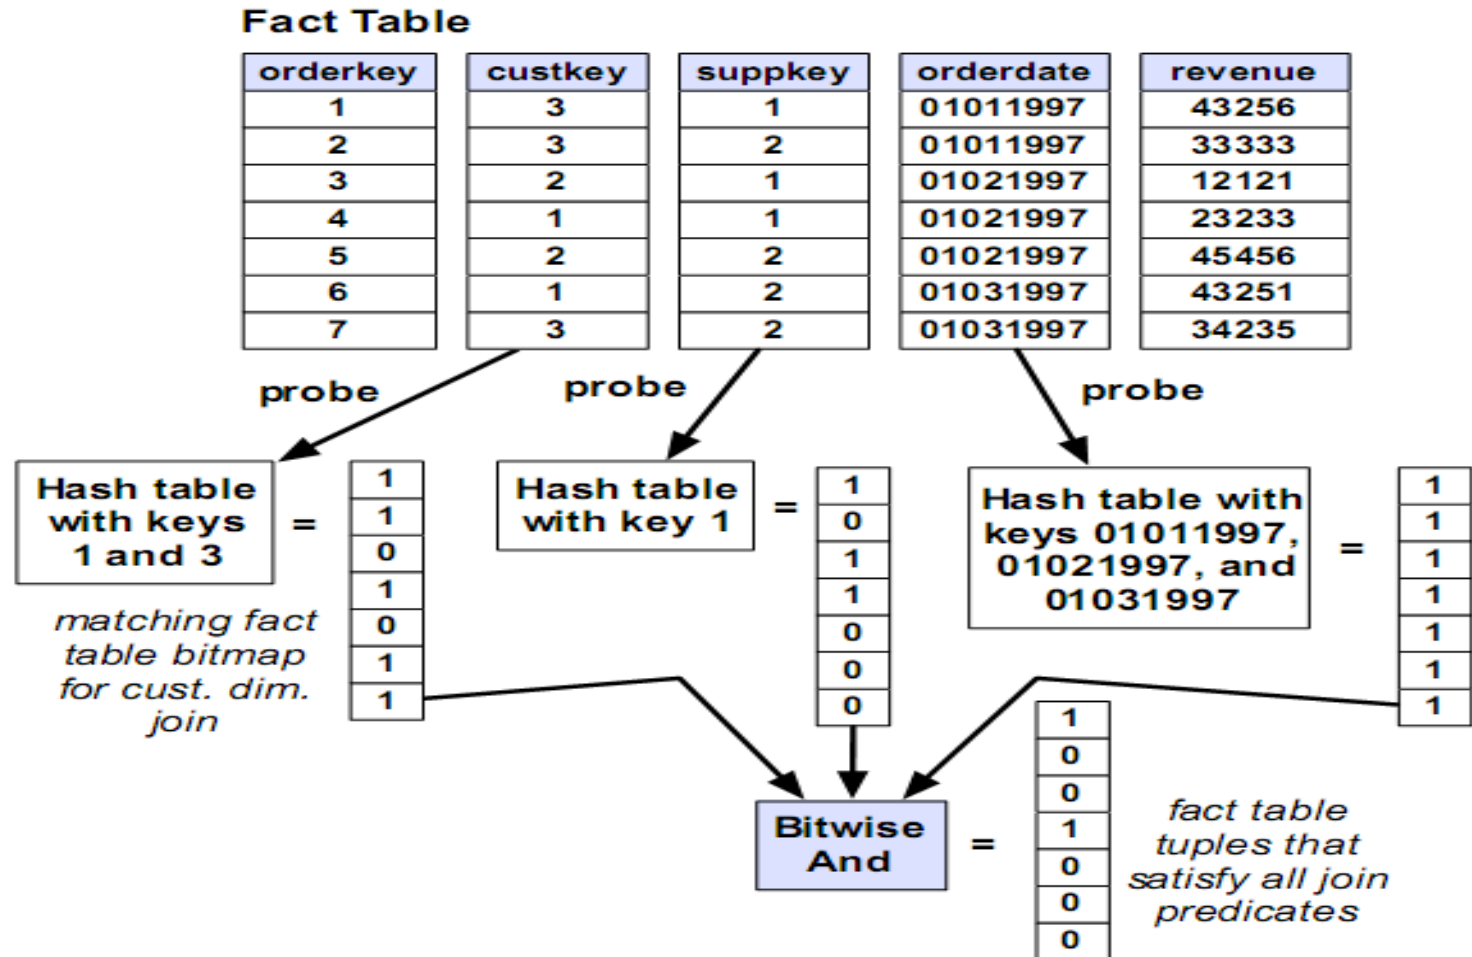 Fact Table
orderkey custkey suppkey orderdate revenue
1 3 1 01011997 43256
2 3 2 01011997 33333
3 2 1 01021997 12121
4 1 1 01021997 23233
5 2 2 01021997 45456
6 1 2 01031997 43251
7 3 2 01031997 34235
probe
probe
probe
Hash table
with keys
1 and 3
=
1
1
0
1
0
1
1
matching fact
table bitmap
for cust. dim.
join
Hash table
with key 1
=
1
0
1
1
0
0
0
Hash table with
keys 01011997,
01021997, and
01031997
=
1
1
1
1
1
1
1
Bitwise
And
=
1
0
0
1
0
0
0
fact table
tuples that
satisfy all join
predicates